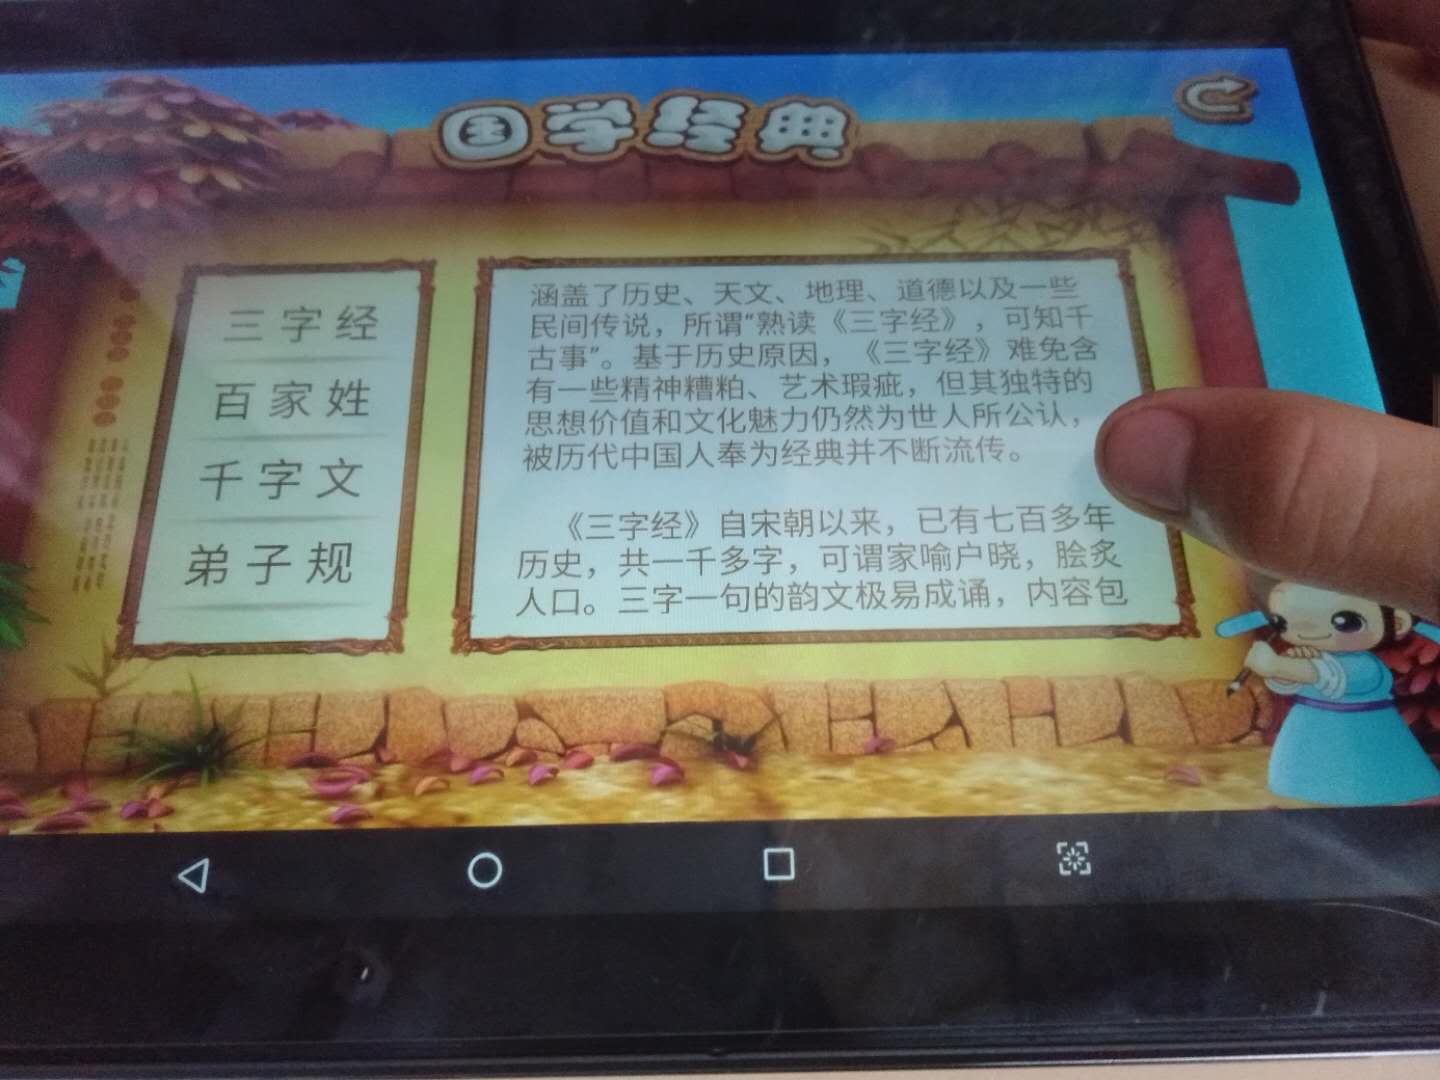 国学经典
三字经
百家姓
千字文
弟子规
涵盖了历史、天文、地理、道德以及一些
民间传说，所谓“熟读《三字经》，可知千
古事”。基于历史原因，《三字经》难免含
有一些精神糟粕、艺术瑕疵，但其独特的
思想价值和文化魅力仍然为世人所公认，
被历代中国人奉为经典并不断流传。
《三字经》自宋朝以来，已有七百多年
历史，共一千多字，可谓家喻户晓，脍炙
人口。三字一句的韵文极易成诵，内容包